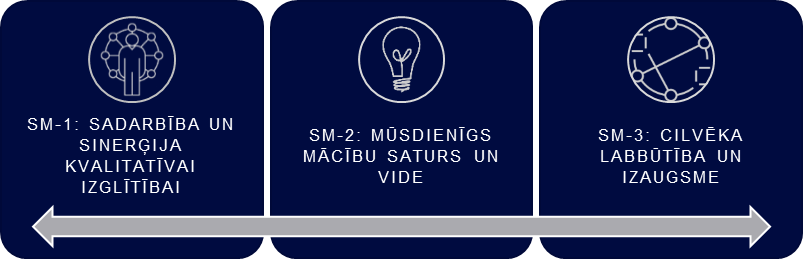 SM-1: SADARBĪBA UN
SINERĢIJA
KVALITATĪVAI
IZGLĪTĪBAI
SM-2: MŪSDIENĪGS
MĀCĪBU SATURS UN
VIDE
SM-3: CILVĒKA
LABBŪTĪBA UN
IZAUGSME